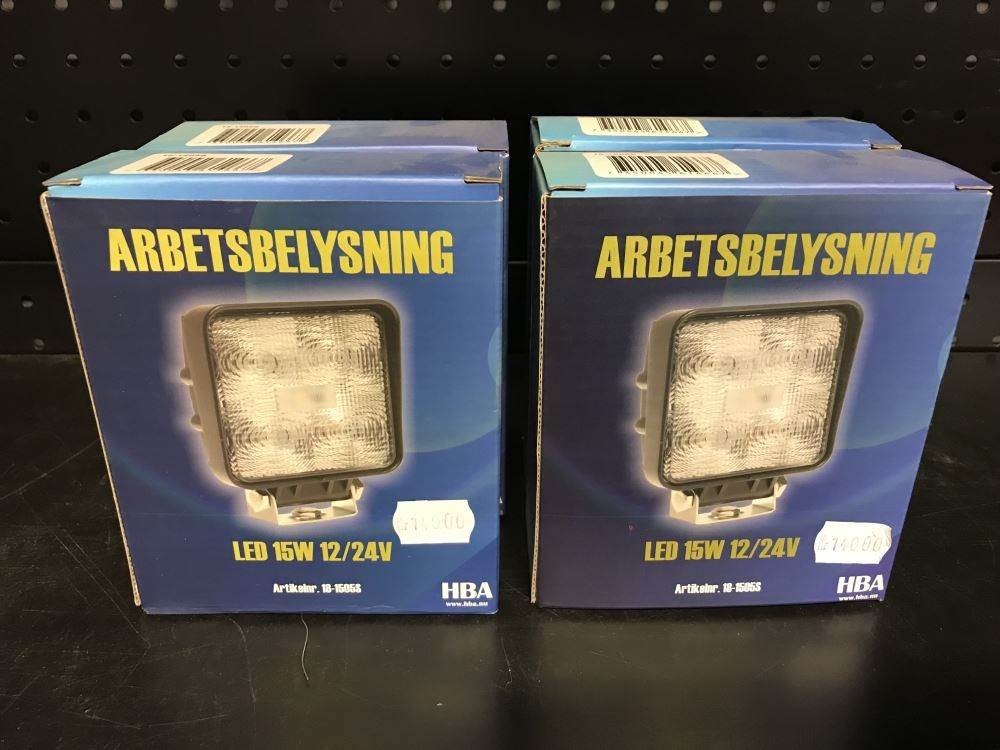 ARBETSBELYSNING
LED 15W 12/24V
Artikelnr. 18-1505S
HBA
www.hba.nu
ARBETSBELYSNING
LED 15W 12/24V
Artikelnr. 18-1505S
HBA
www.hba.nu